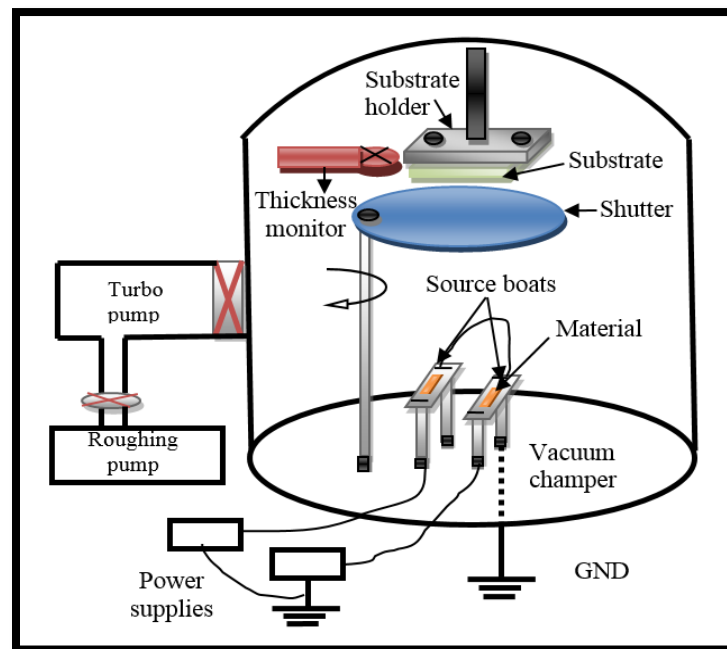 Substrate
holder
Substrate
Thickness
monitor
Shutter
Turbo
pump
Source boats
Material
Roughing
pump
Vacuum
champer
Power
supplies
GND